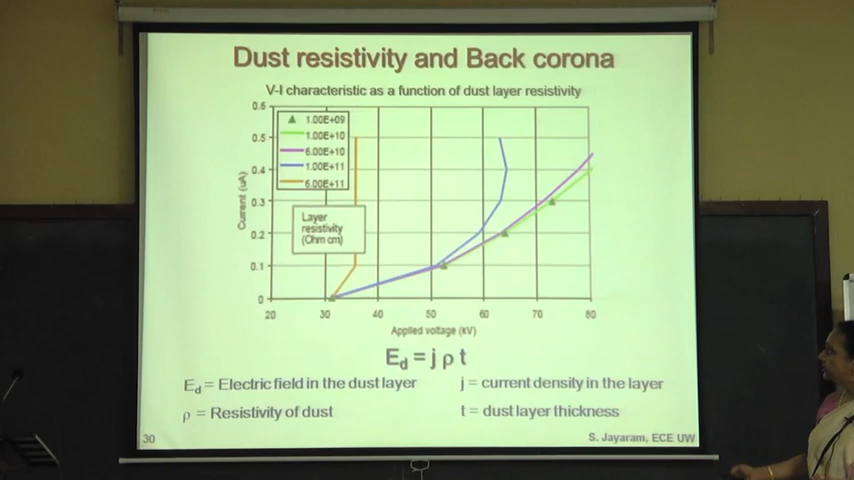 Dust resistivity and Back corona
V-I characteristic as a function of dust layer resistivity
0.6
0.5
0.4
0.3
0.2
0.1
0
Current (uA)
1.00E+09
1.00E+10
6.00E+10
1.00E+11
6.00E+11
Layer
resistivity
(Ohm cm)
20 30 40 50 60 70 80
Applied voltage (kV)
Ed = j ρ t
Ed = Electric field in the dust layer
j = current density in the layer
ρ = Resistivity of dust
t = dust layer thickness
30
S. Jayaram, ECE UW